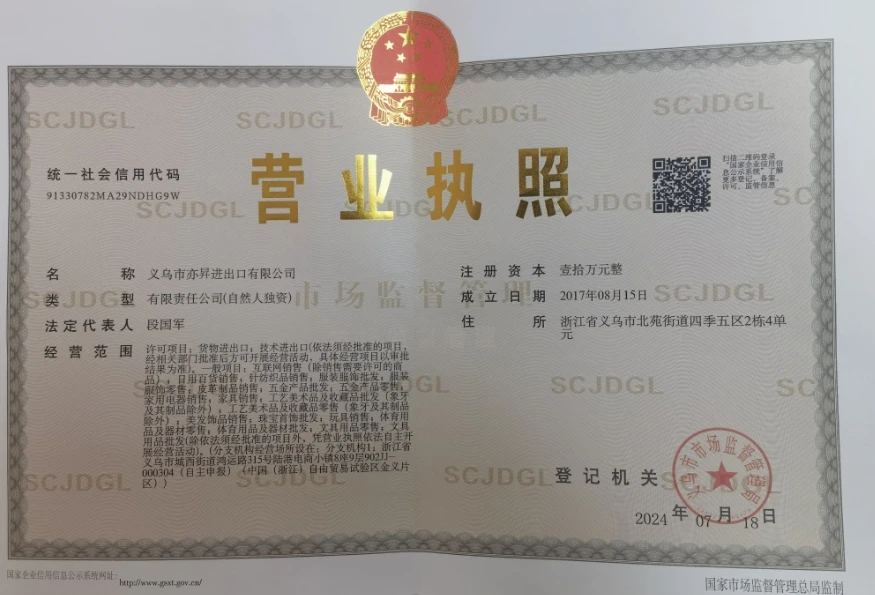 统一社会信用代码
91330782MA29NDHG9W
营业执照
扫描二维码登录
“国家企业信用信
息公示系统”了解
更多登记、备案、
许可、监管信息
名称 义乌市亦昇进出口有限公司
类型 有限责任公司(自然人独资)
法定代表人 段国军
经营范围 许可项目：货物进出口；技术进出口(依法须经批准的项目，
经相关部门批准后方可开展经营活动，具体经营项目以审批
结果为准)。一般项目：互联网销售（除销售需要许可的商
品）；日用百货销售；针纺织品销售；服装服饰批发；服装
服饰零售；皮革制品销售；五金产品批发；五金产品零售；
家用电器销售；家具销售；工艺美术品及收藏品批发（象牙
及其制品除外）；工艺美术品及收藏品零售（象牙及其制品
除外）；美发饰品销售；珠宝首饰批发；玩具销售；体育用
品及器材零售；体育用品及器材批发；文具用品零售；文具
用品批发(除依法须经批准的项目外，凭营业执照依法自主开
展经营活动)。(分支机构经营场所设在：分支机构1：浙江省
义乌市城西街道鸿运路315号陆港电商小镇8座9层902JJ-
000304（自主申报）（中国（浙江）自由贸易试验区金义片
区））
注册资本 壹拾万元整
成立日期 2017年08月15日
住所 浙江省义乌市北苑街道四季五区2栋4单
元
市场监督管理
登记机关
义乌市市场监督管理局
2024年07月18日
国家企业信用信息公示系统网址：http://www.gsxt.gov.cn/
国家市场监督管理总局监制
SCJDGL